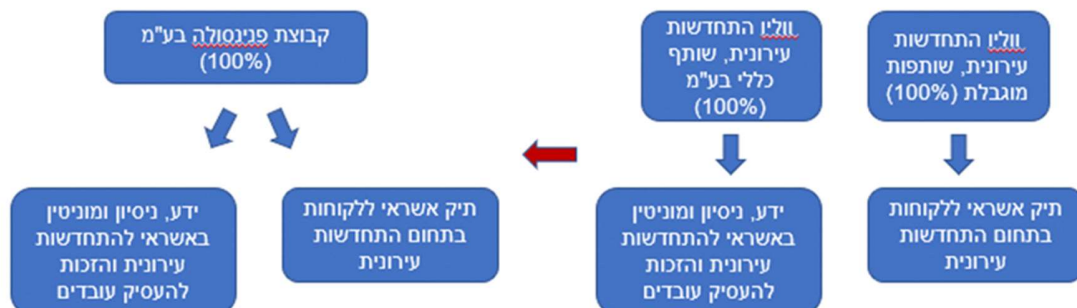 ווליו התחדשות
עירונית, שותפות
מוגבלת (100%)
ווליו התחדשות
עירונית, שותף
כללי בע"מ
(100%)
קבוצת פנינסולה בע"מ
(100%)
תיק אשראי ללקוחות
בתחום התחדשות
עירונית
ידע, ניסיון ומוניטין
באשראי להתחדשות
עירונית והזכות
להעסיק עובדים
תיק אשראי ללקוחות
בתחום התחדשות
עירונית
ידע, ניסיון ומוניטין
באשראי להתחדשות
עירונית והזכות
להעסיק עובדים